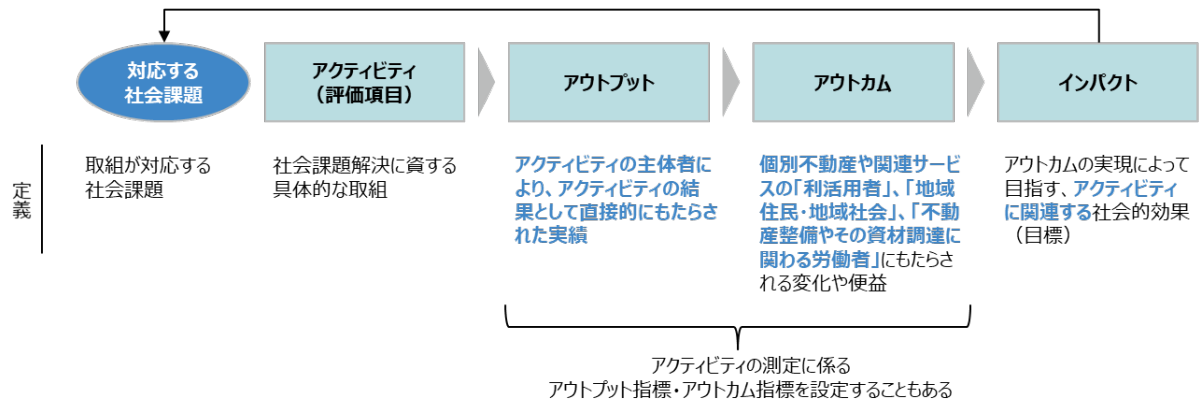 対応する
社会課題
アクティビティ
（評価項目）
アウトプット
アウトカム
インパクト
定義
取組が対応する
社会課題
社会課題解決に資する
具体的な取組
アクティビティの主体者に
より、アクティビティの結
果として直接的にもたらさ
れた実績
個別不動産や関連サービ
スの「利活用者」、「地域
住民・地域社会」、「不動
産整備やその資材調達に
関わる労働者」にもたらさ
れる変化や便益
アウトカムの実現によって
目指す、アクティビティ
に関連する社会的効果
（目標）
アクティビティの測定に係る
アウトプット指標・アウトカム指標を設定することもある